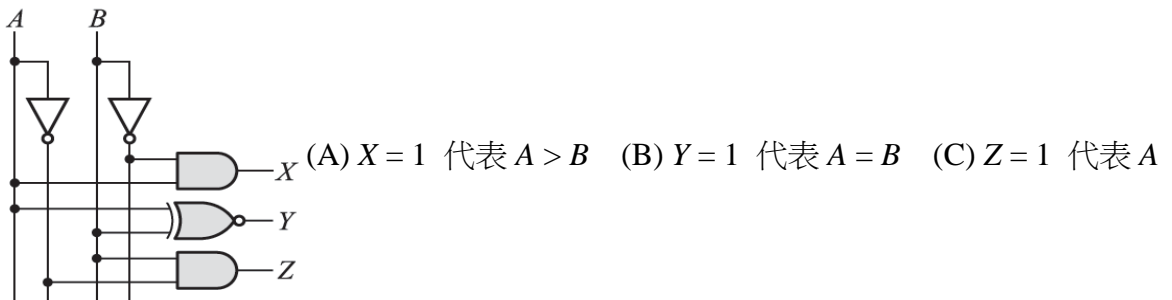 A B
X (A) X = 1 代表 A > B (B) Y = 1 代表 A = B (C) Z = 1 代表 A
Y
Z